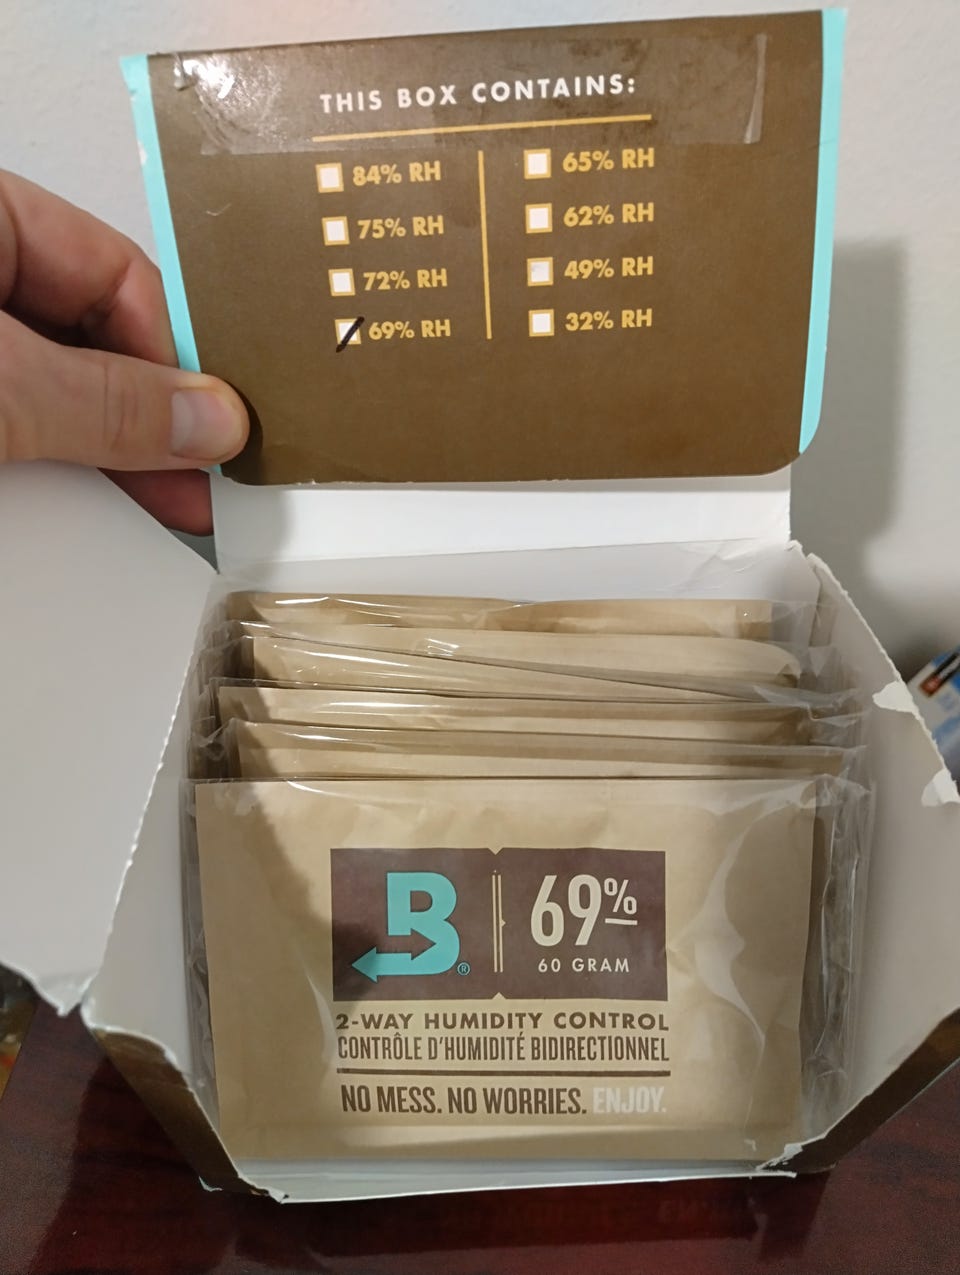 THIS BOX CONTAINS:
84% RH
75% RH
72% RH
69% RH
65% RH
62% RH
49% RH
32% RH
B®
69%
60 GRAM
2-WAY HUMIDITY CONTROL
CONTRÔLE D'HUMIDITÉ BIDIRECTIONNEL
NO MESS. NO WORRIES. ENJOY.